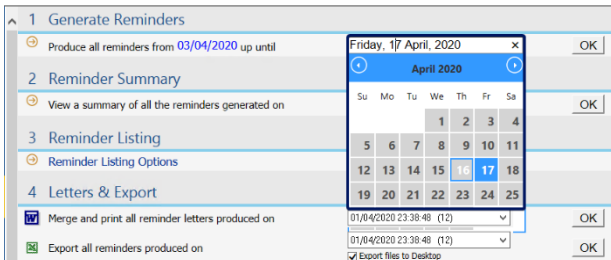 1 Generate Reminders
Produce all reminders from 03/04/2020 up until
Friday, 17 April, 2020 x OK
April 2020
Su Mo Tu We Th Fr Sa
1 2 3 4
5 6 7 8 9 10 11
12 13 14 15 16 17 18
19 20 21 22 23 24 25
2 Reminder Summary
View a summary of all the reminders generated on OK
3 Reminder Listing
Reminder Listing Options
4 Letters & Export
W Merge and print all reminder letters produced on 01/04/2020 23:38:48 (12) OK
Export all reminders produced on 01/04/2020 23:38:48 (12) OK
Export files to Desktop